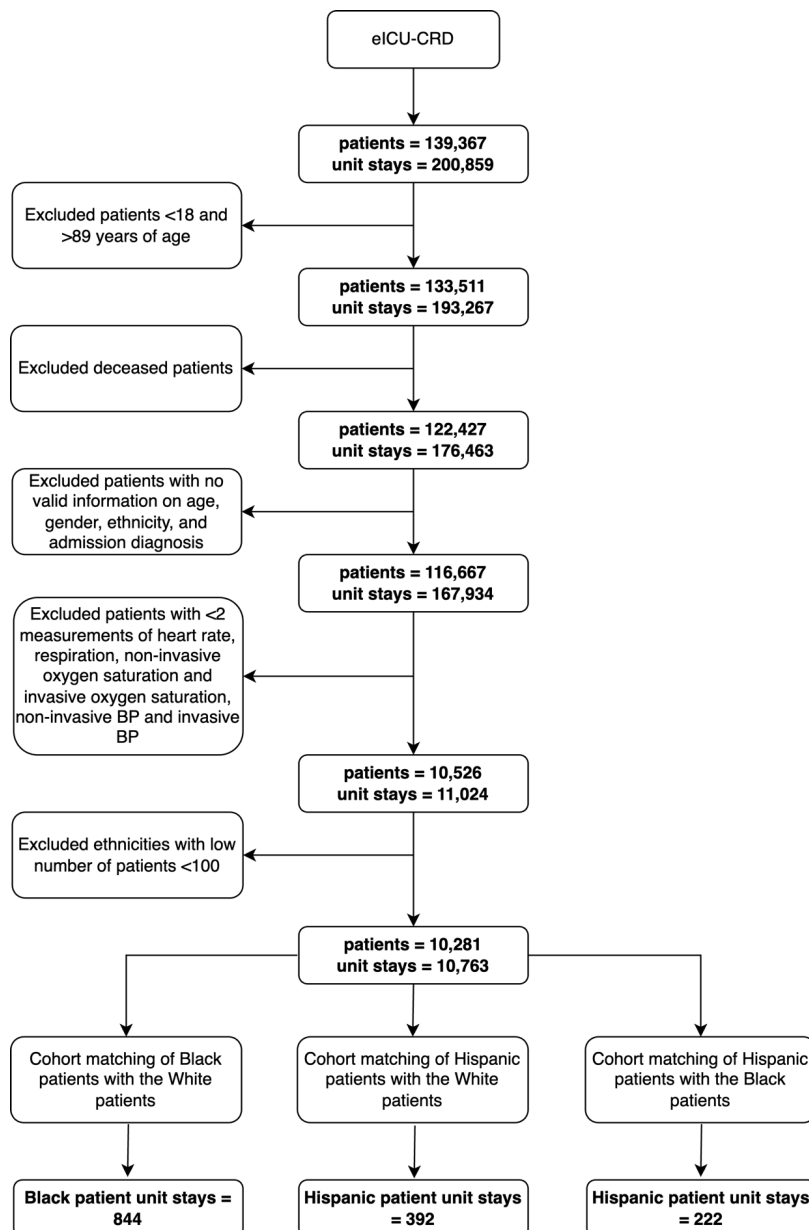 eICU-CRD
patients = 139,367
unit stays = 200,859
Excluded patients <18 and
>89 years of age
patients = 133,511
unit stays = 193,267
Excluded deceased patients
patients = 122,427
unit stays = 176,463
Excluded patients with no
valid information on age,
gender, ethnicity, and
admission diagnosis
patients = 116,667
unit stays = 167,934
Excluded patients with <2
measurements of heart rate,
respiration, non-invasive
oxygen saturation and
invasive oxygen saturation,
non-invasive BP and invasive
BP
patients = 10,526
unit stays = 11,024
Excluded ethnicities with low
number of patients <100
patients = 10,281
unit stays = 10,763
Cohort matching of Black
patients with the White
patients
Cohort matching of Hispanic
patients with the White
patients
Cohort matching of Hispanic
patients with the Black
patients
Black patient unit stays =
844
Hispanic patient unit stays
= 392
Hispanic patient unit stays
= 222